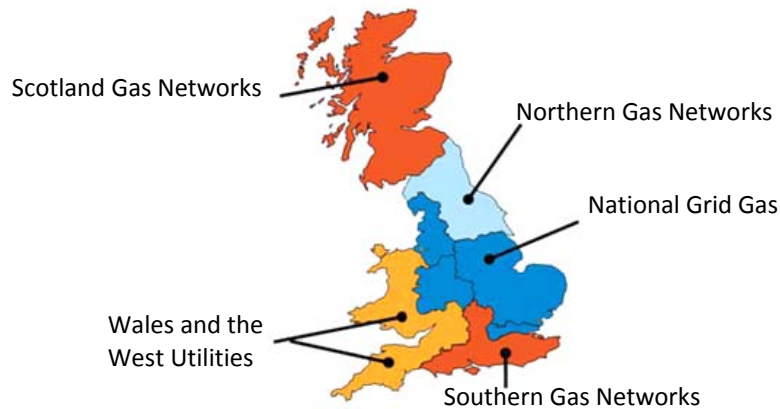 Scotland Gas Networks
Northern Gas Networks
National Grid Gas
Wales and the
West Utilities
Southern Gas Networks